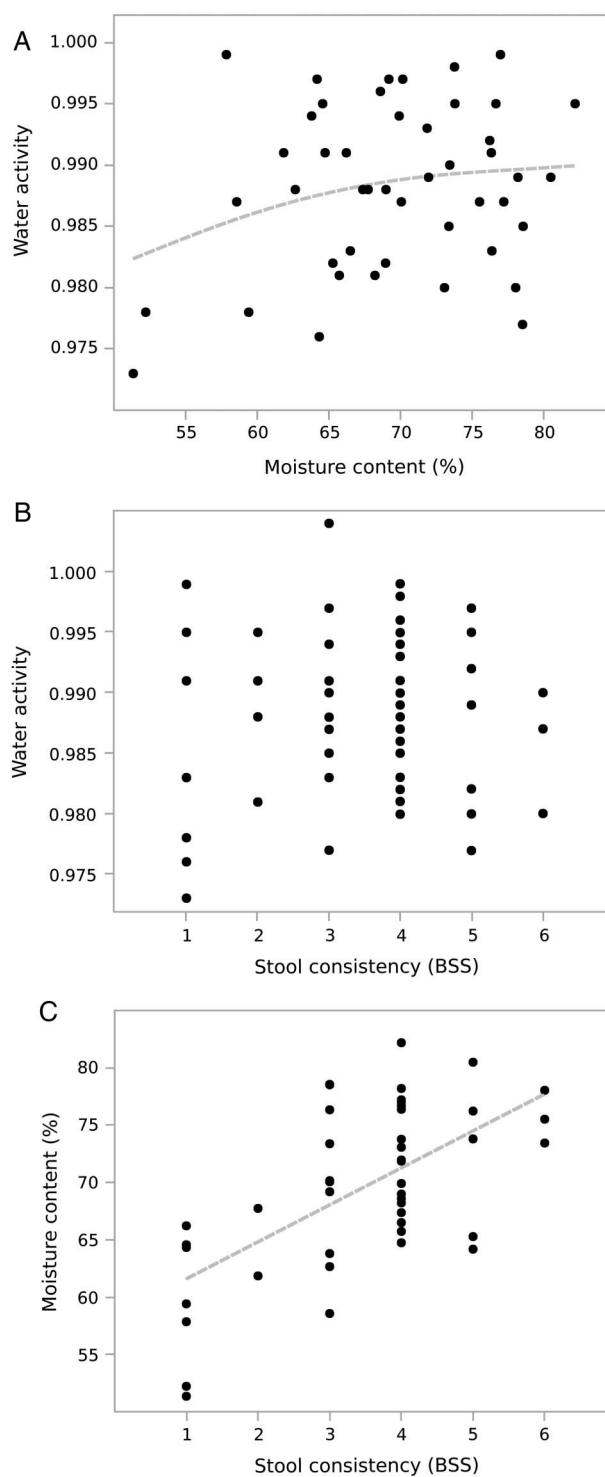 A
Water activity
1.000
0.995
0.990
0.985
0.980
0.975
55 60 65 70 75 80
Moisture content (%)
B
Water activity
1.000
0.995
0.990
0.985
0.980
0.975
1 2 3 4 5 6
Stool consistency (BSS)
C
Moisture content (%)
80
75
70
65
60
55
1 2 3 4 5 6
Stool consistency (BSS)